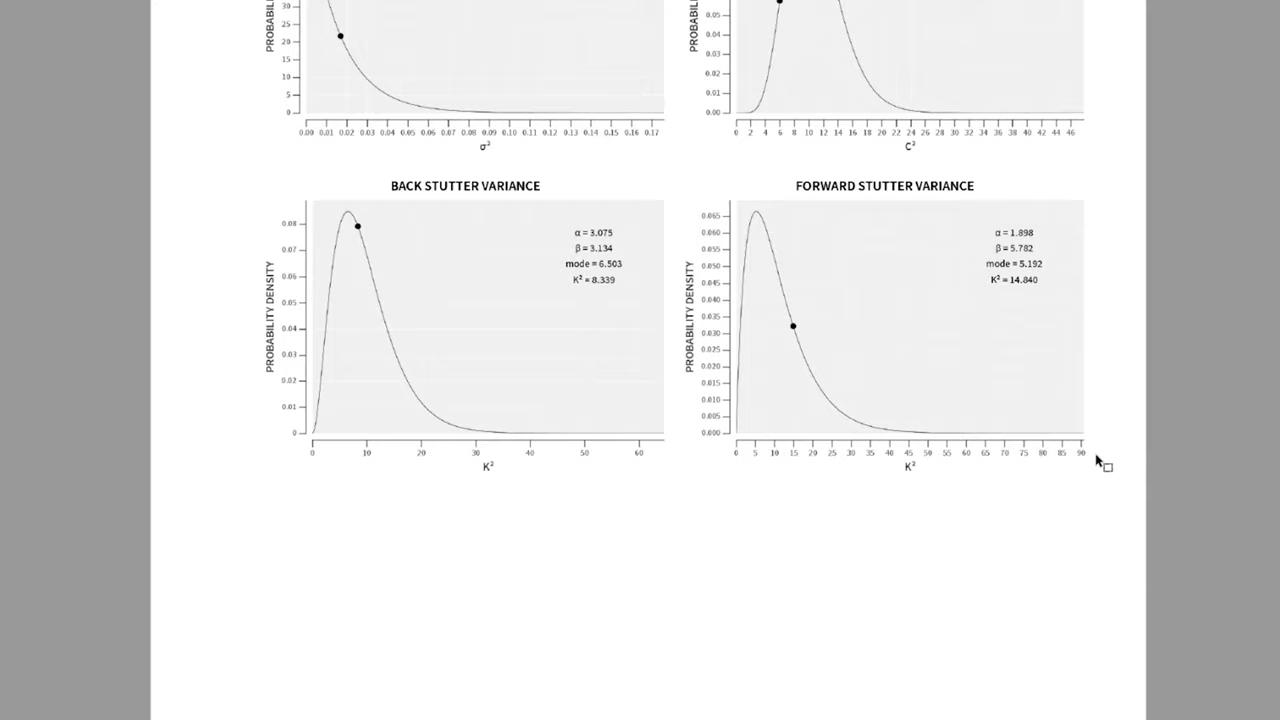 PROBABILI
30
25
20
15
10
5
0
0.00 0.01 0.02 0.03 0.04 0.05 0.06 0.07 0.08 0.09 0.10 0.11 0.12 0.13 0.14 0.15 0.16 0.17
σ²
PROBABILI
0.05
0.04
0.03
0.02
0.01
0.00
0 2 4 6 8 10 12 14 16 18 20 22 24 26 28 30 32 34 36 38 40 42 44 46
C²
BACK STUTTER VARIANCE
PROBABILITY DENSITY
0.08
0.07
0.06
0.05
0.04
0.03
0.02
0.01
0
α = 3.075
β = 3.134
mode = 6.503
K² = 8.339
0 10 20 30 40 50 60
K²
FORWARD STUTTER VARIANCE
PROBABILITY DENSITY
0.065
0.060
0.055
0.050
0.045
0.040
0.035
0.030
0.025
0.020
0.015
0.010
0.005
0.000
α = 1.898
β = 5.782
mode = 5.192
K² = 14.840
0 5 10 15 20 25 30 35 40 45 50 55 60 65 70 75 80 85 90
K²